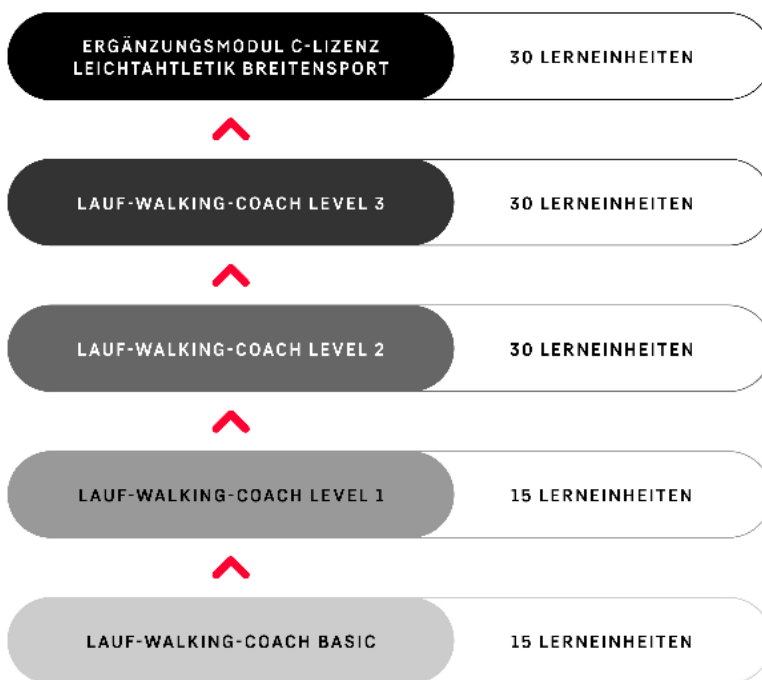 ERGÄNZUNGSMODUL C-LIZENZ
LEICHTAHTLETIK BREITENSPORT
30 LERNEINHEITEN
LAUF-WALKING-COACH LEVEL 3
30 LERNEINHEITEN
LAUF-WALKING-COACH LEVEL 2
30 LERNEINHEITEN
LAUF-WALKING-COACH LEVEL 1
15 LERNEINHEITEN
LAUF-WALKING-COACH BASIC
15 LERNEINHEITEN